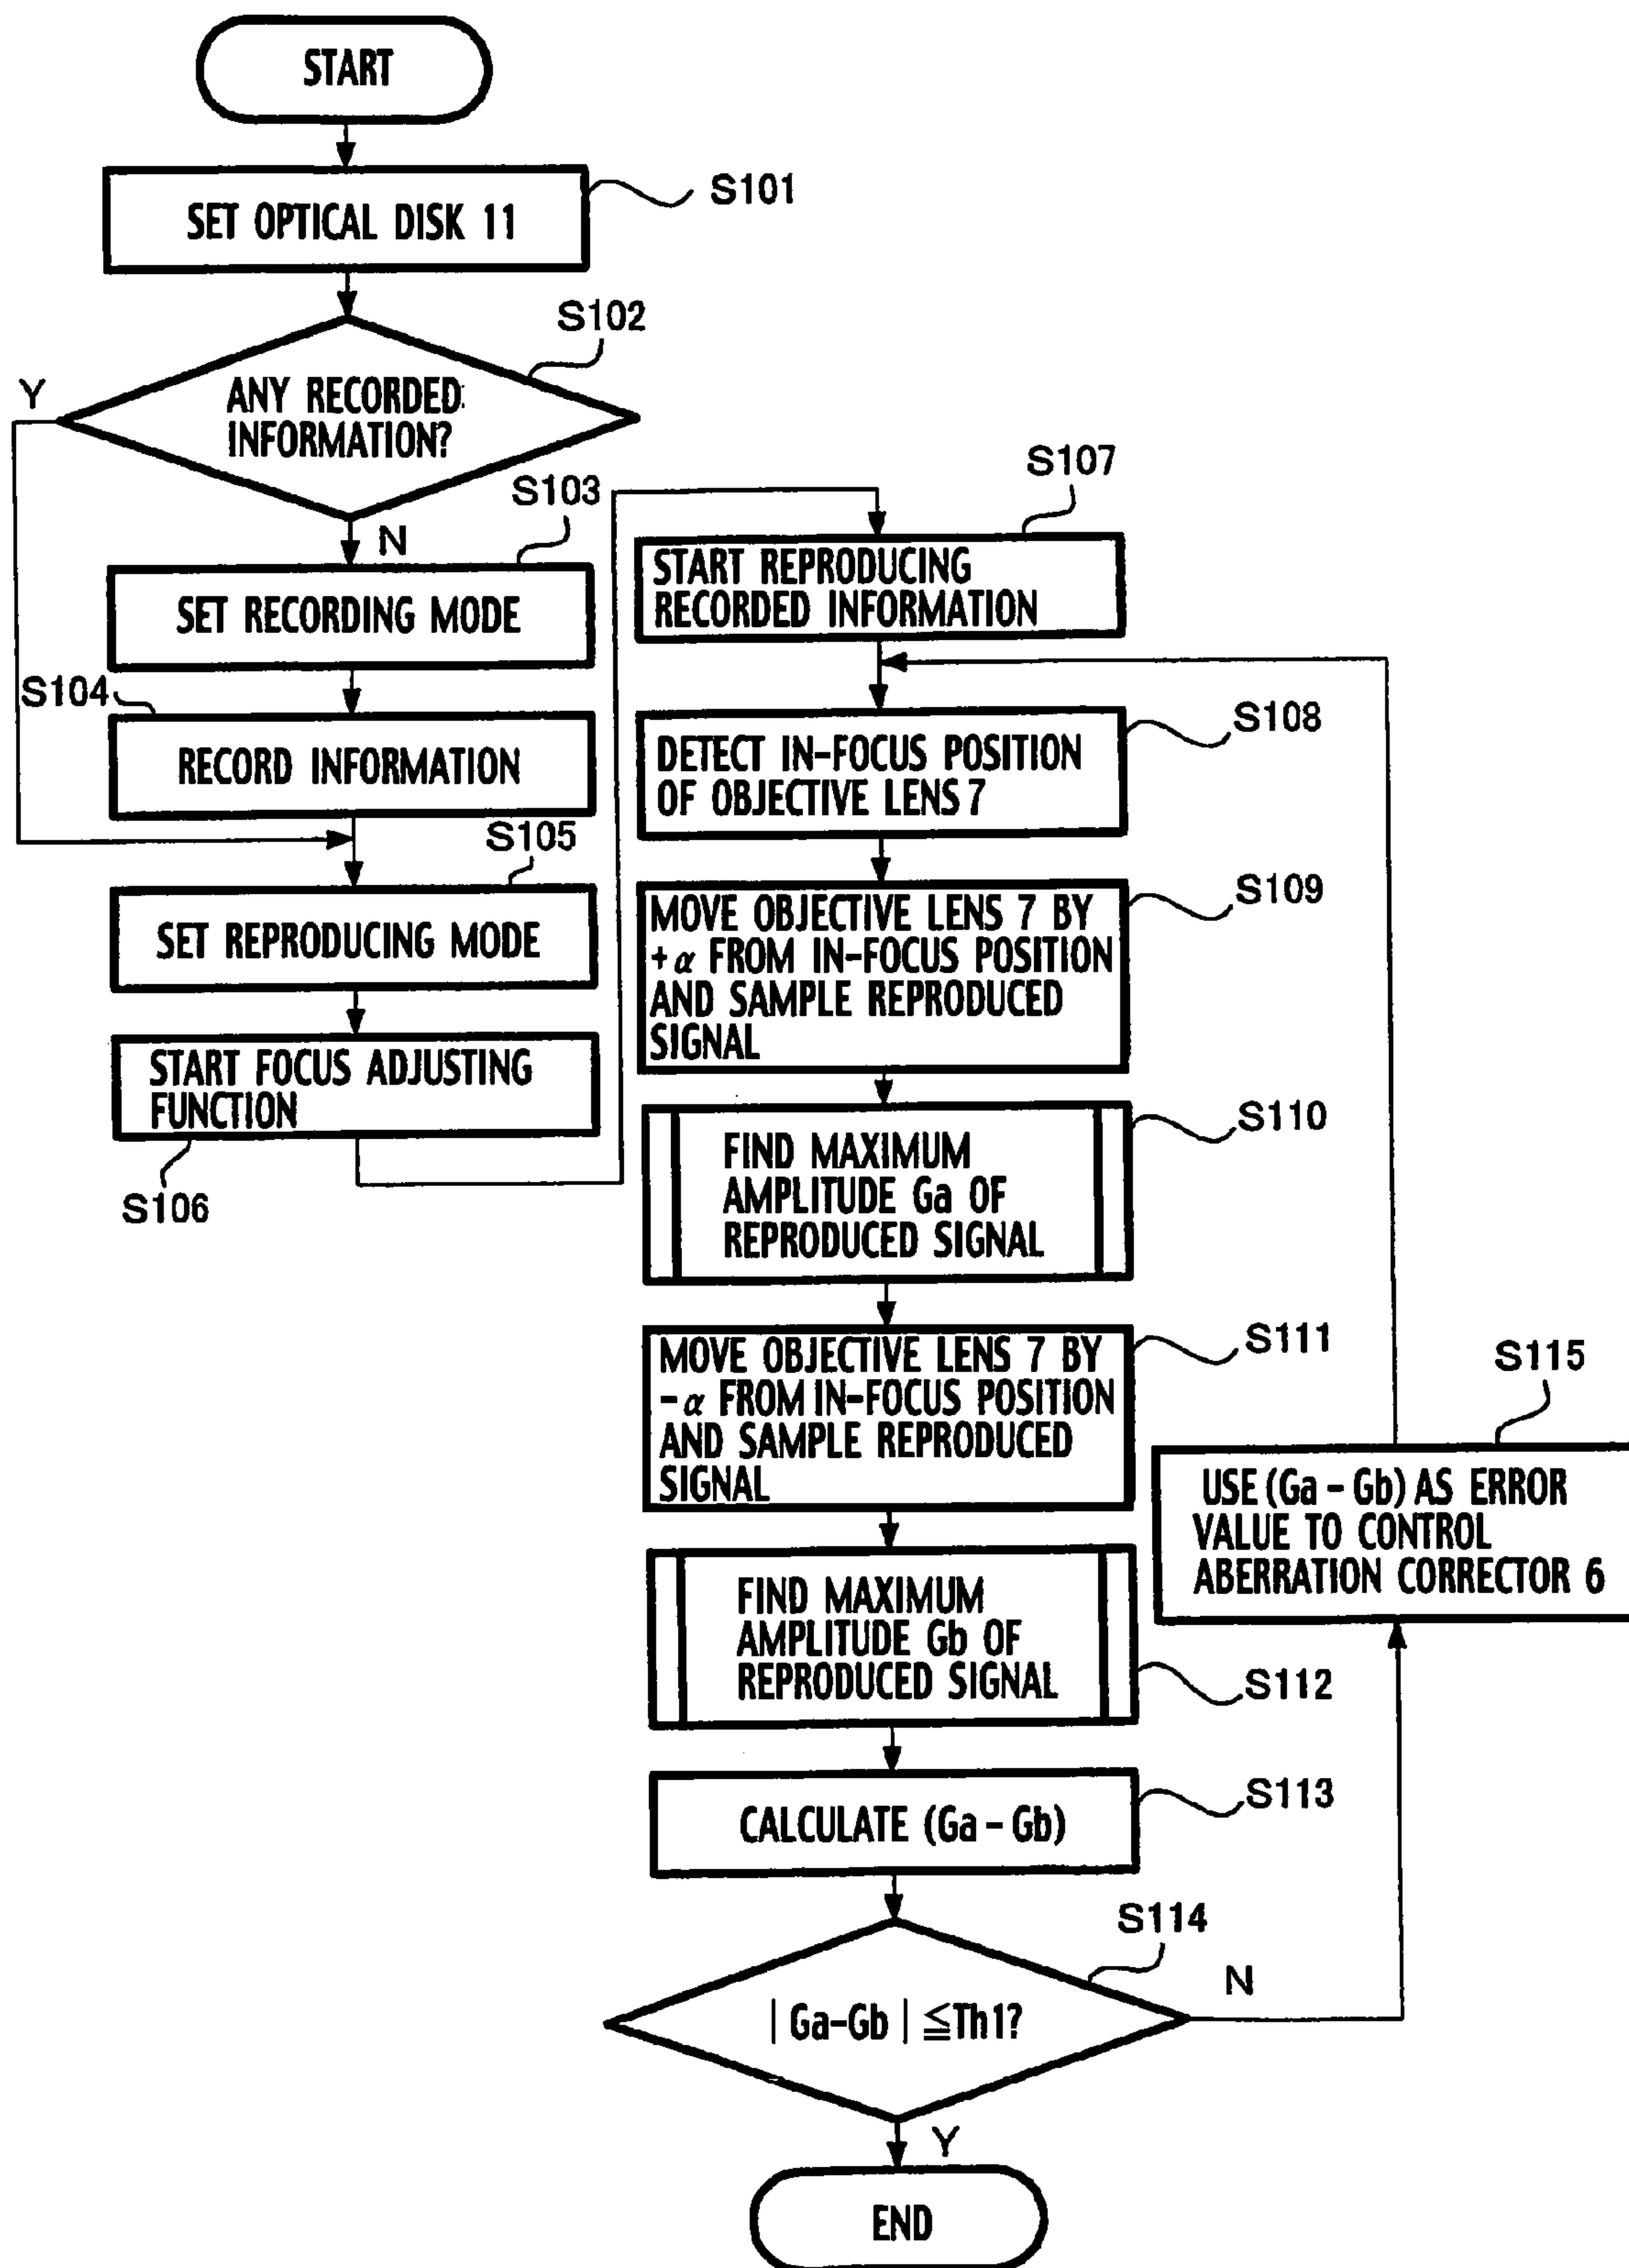 START
SET OPTICAL DISK 11
S101
S102
Y
ANY RECORDED
INFORMATION?
N
S103
SET RECORDING MODE
S104
RECORD INFORMATION
S105
SET REPRODUCING MODE
START FOCUS ADJUSTING
FUNCTION
S106
S107
START REPRODUCING
RECORDED INFORMATION
S108
DETECT IN-FOCUS POSITION
OF OBJECTIVE LENS 7
S109
MOVE OBJECTIVE LENS 7 BY
+α FROM IN-FOCUS POSITION
AND SAMPLE REPRODUCED
SIGNAL
S110
FIND MAXIMUM
AMPLITUDE Ga OF
REPRODUCED SIGNAL
S111
MOVE OBJECTIVE LENS 7 BY
-α FROM IN-FOCUS POSITION
AND SAMPLE REPRODUCED
SIGNAL
FIND MAXIMUM
AMPLITUDE Gb OF
REPRODUCED SIGNAL
S112
S113
CALCULATE (Ga - Gb)
S114
| Ga-Gb | ≦Th1?
N
Y
S115
USE (Ga - Gb) AS ERROR
VALUE TO CONTROL
ABERRATION CORRECTOR 6
END